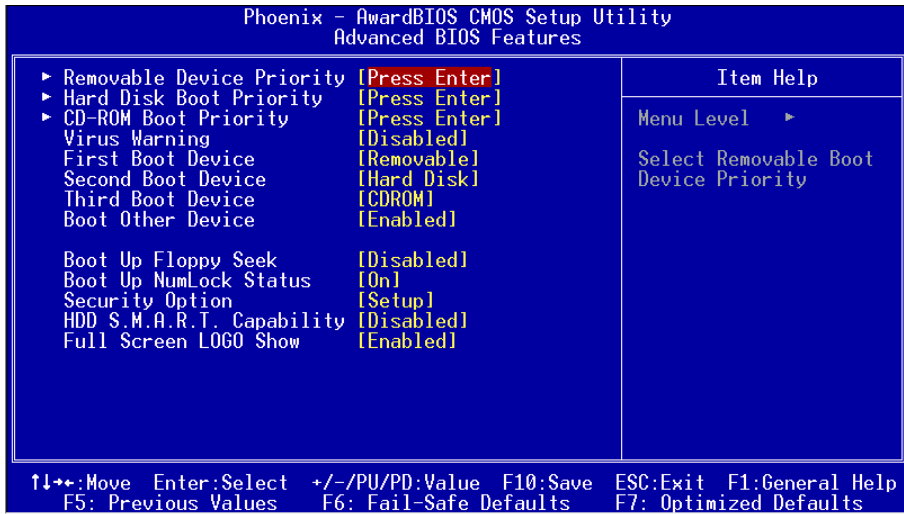 Phoenix - AwardBIOS CMOS Setup Utility
Advanced BIOS Features
► Removable Device Priority [Press Enter]
► Hard Disk Boot Priority [Press Enter]
► CD-ROM Boot Priority [Press Enter]
Virus Warning [Disabled]
First Boot Device [Removable]
Second Boot Device [Hard Disk]
Third Boot Device [CDROM]
Boot Other Device [Enabled]
Boot Up Floppy Seek [Disabled]
Boot Up NumLock Status [On]
Security Option [Setup]
HDD S.M.A.R.T. Capability [Disabled]
Full Screen LOGO Show [Enabled]
Item Help
Menu Level ►
Select Removable Boot
Device Priority
↑↓→←:Move Enter:Select +/-/PU/PD:Value F10:Save ESC:Exit F1:General Help
F5: Previous Values F6: Fail-Safe Defaults F7: Optimized Defaults